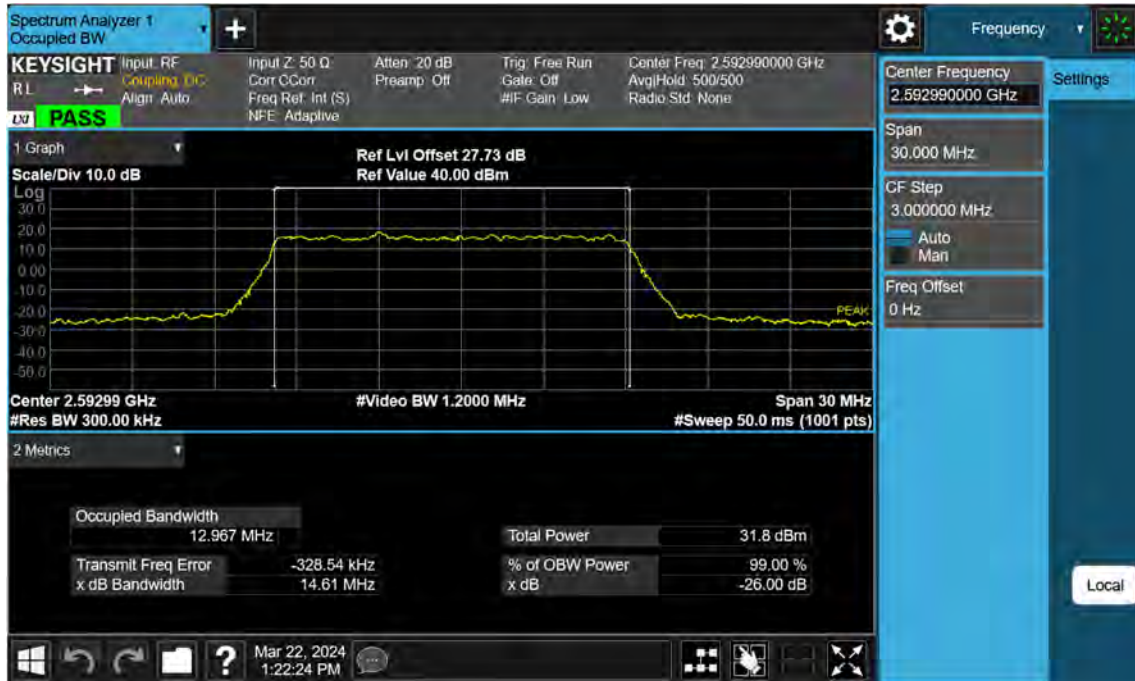 Spectrum Analyzer 1
Occupied BW
Frequency
KEYSIGHT
R L
LXI
PASS
Input: RF
Coupling: DC
Align: Auto
Input Z: 50 Ω
Corr CCorr
Freq Ref: Int (S)
NFE: Adaptive
Atten: 20 dB
Preamp: Off
Trig: Free Run
Gate: Off
#IF Gain: Low
Center Freq: 2.592990000 GHz
Avg|Hold: 500/500
Radio Std: None
1 Graph
Scale/Div 10.0 dB
Ref Lvl Offset 27.73 dB
Ref Value 40.00 dBm
Log
30.0
20.0
10.0
0.00
-10.0
-20.0
-30.0
-40.0
-50.0
PEAK
Center 2.59299 GHz
#Video BW 1.2000 MHz
Span 30 MHz
#Res BW 300.00 kHz
#Sweep 50.0 ms (1001 pts)
2 Metrics
Occupied Bandwidth
12.967 MHz
Total Power 31.8 dBm
Transmit Freq Error -328.54 kHz
% of OBW Power 99.00 %
x dB Bandwidth 14.61 MHz
x dB -26.00 dB
Mar 22, 2024
1:22:24 PM
?
Center Frequency
2.592990000 GHz
Settings
Span
30.000 MHz
CF Step
3.000000 MHz
Auto
Man
Freq Offset
0 Hz
Local